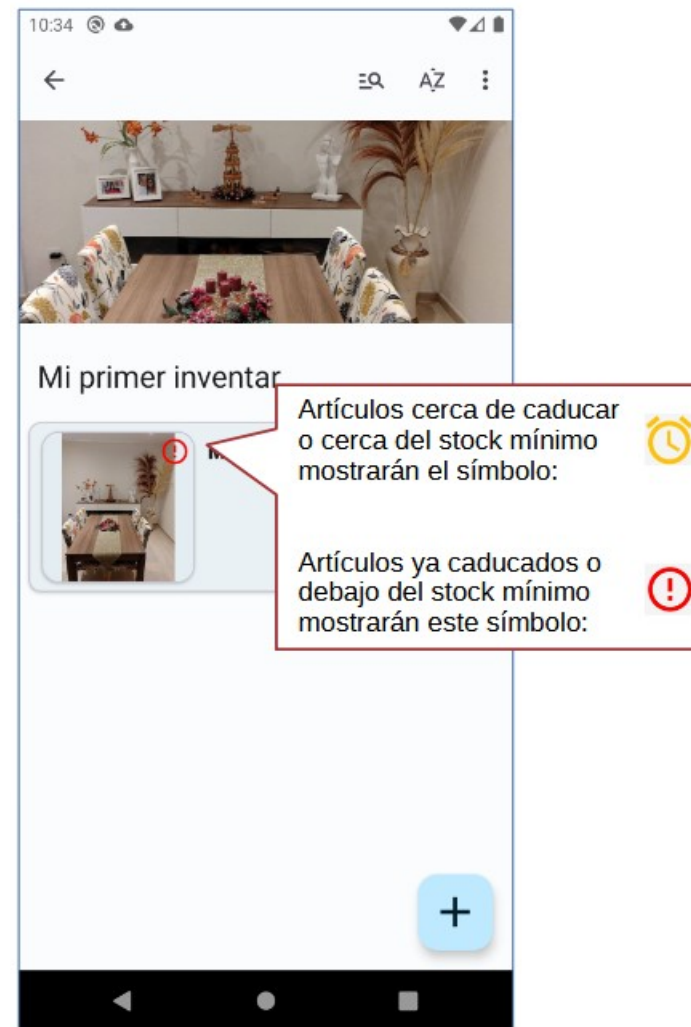 10:34
AZ
Mi primer inventar
M
Artículos cerca de caducar
o cerca del stock mínimo
mostrarán el símbolo:
Artículos ya caducados o
debajo del stock mínimo
mostrarán este símbolo: